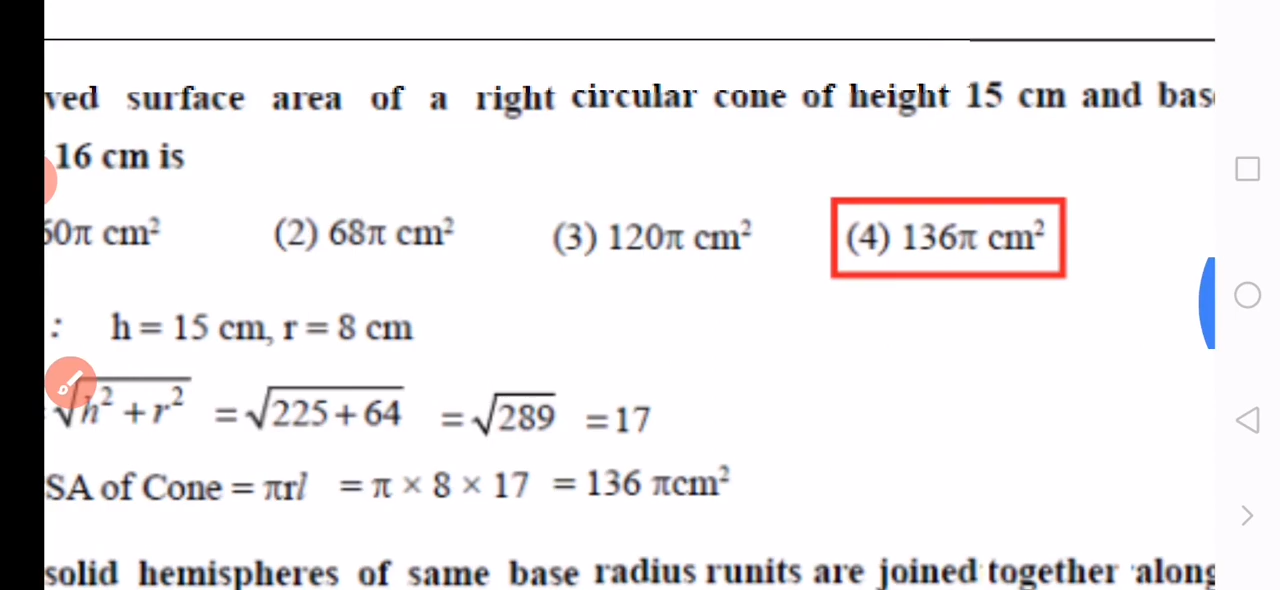 ved surface area of a right circular cone of height 15 cm and bas
16 cm is
60π cm² (2) 68π cm² (3) 120π cm² (4) 136π cm²
: h = 15 cm, r = 8 cm
√h² + r² = √225 + 64 = √289 = 17
SA of Cone = πrl = π × 8 × 17 = 136 πcm²
solid hemispheres of same base radius runits are joined together along